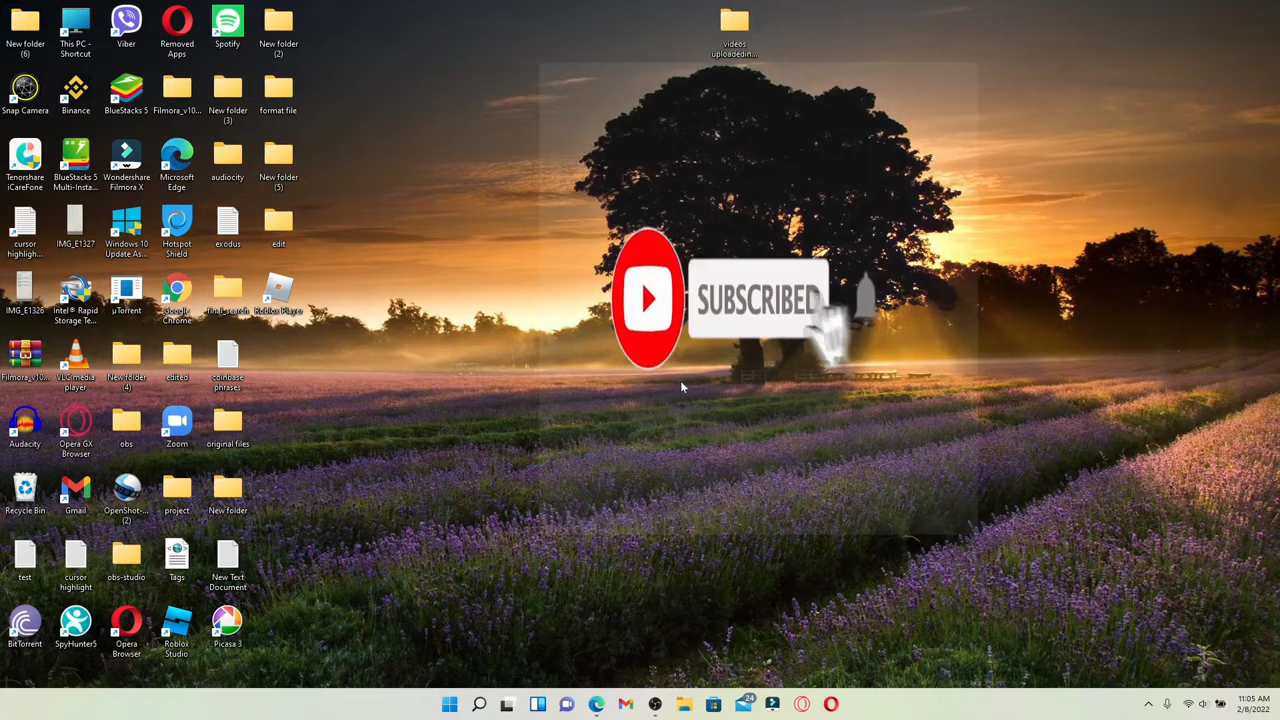 New folder
(6)
This PC -
Shortcut
Viber
Removed
Apps
Spotify
New folder
(2)
videos
uploadedin...
Snap Camera
Binance
BlueStacks 5
Filmora_v10...
New folder
(3)
format file
Tenorshare
iCareFone
BlueStacks 5
Multi-Insta...
Wondershare
Filmora X
Microsoft
Edge
audiocity
New folder
(5)
cursor
highligh...
IMG_E1327
Windows 10
Update As...
Hotspot
Shield
exodus
edit
SUBSCRIBED
IMG_E1326
Intel® Rapid
Storage Te...
µTorrent
Google
Chrome
final_search
Roblox Player
Filmora_v10...
VLC media
player
New folder
(4)
edited
coinbase
phrases
Audacity
Opera GX
Browser
obs
Zoom
original files
Recycle Bin
Gmail
OpenShot-...
(2)
project
New folder
test
cursor
highlight
obs-studio
Tags
New Text
Document
BitTorrent
SpyHunter5
Opera
Browser
Roblox
Studio
Picasa 3
24
11:05 AM
2/8/2022